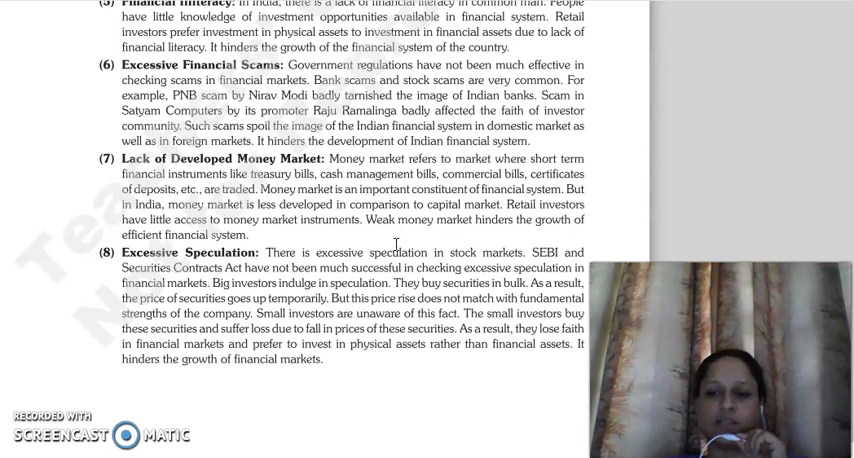 (5) Financial Illiteracy: In India, there is a lack of financial literacy in common man. People
have little knowledge of investment opportunities available in financial system. Retail
investors prefer investment in physical assets to investment in financial assets due to lack of
financial literacy. It hinders the growth of the financial system of the country.
(6) Excessive Financial Scams: Government regulations have not been much effective in
checking scams in financial markets. Bank scams and stock scams are very common. For
example, PNB scam by Nirav Modi badly tarnished the image of Indian banks. Scam in
Satyam Computers by its promoter Raju Ramalinga badly affected the faith of investor
community. Such scams spoil the image of the Indian financial system in domestic market as
well as in foreign markets. It hinders the development of Indian financial system.
(7) Lack of Developed Money Market: Money market refers to market where short term
financial instruments like treasury bills, cash management bills, commercial bills, certificates
of deposits, etc., are traded. Money market is an important constituent of financial system. But
in India, money market is less developed in comparison to capital market. Retail investors
have little access to money market instruments. Weak money market hinders the growth of
efficient financial system.
(8) Excessive Speculation: There is excessive speculation in stock markets. SEBI and
Securities Contracts Act have not been much successful in checking excessive speculation in
financial markets. Big investors indulge in speculation. They buy securities in bulk. As a result,
the price of securities goes up temporarily. But this price rise does not match with fundamental
strengths of the company. Small investors are unaware of this fact. The small investors buy
these securities and suffer loss due to fall in prices of these securities. As a result, they lose faith
in financial markets and prefer to invest in physical assets rather than financial assets. It
hinders the growth of financial markets.
RECORDED WITH
SCREENCAST MATIC